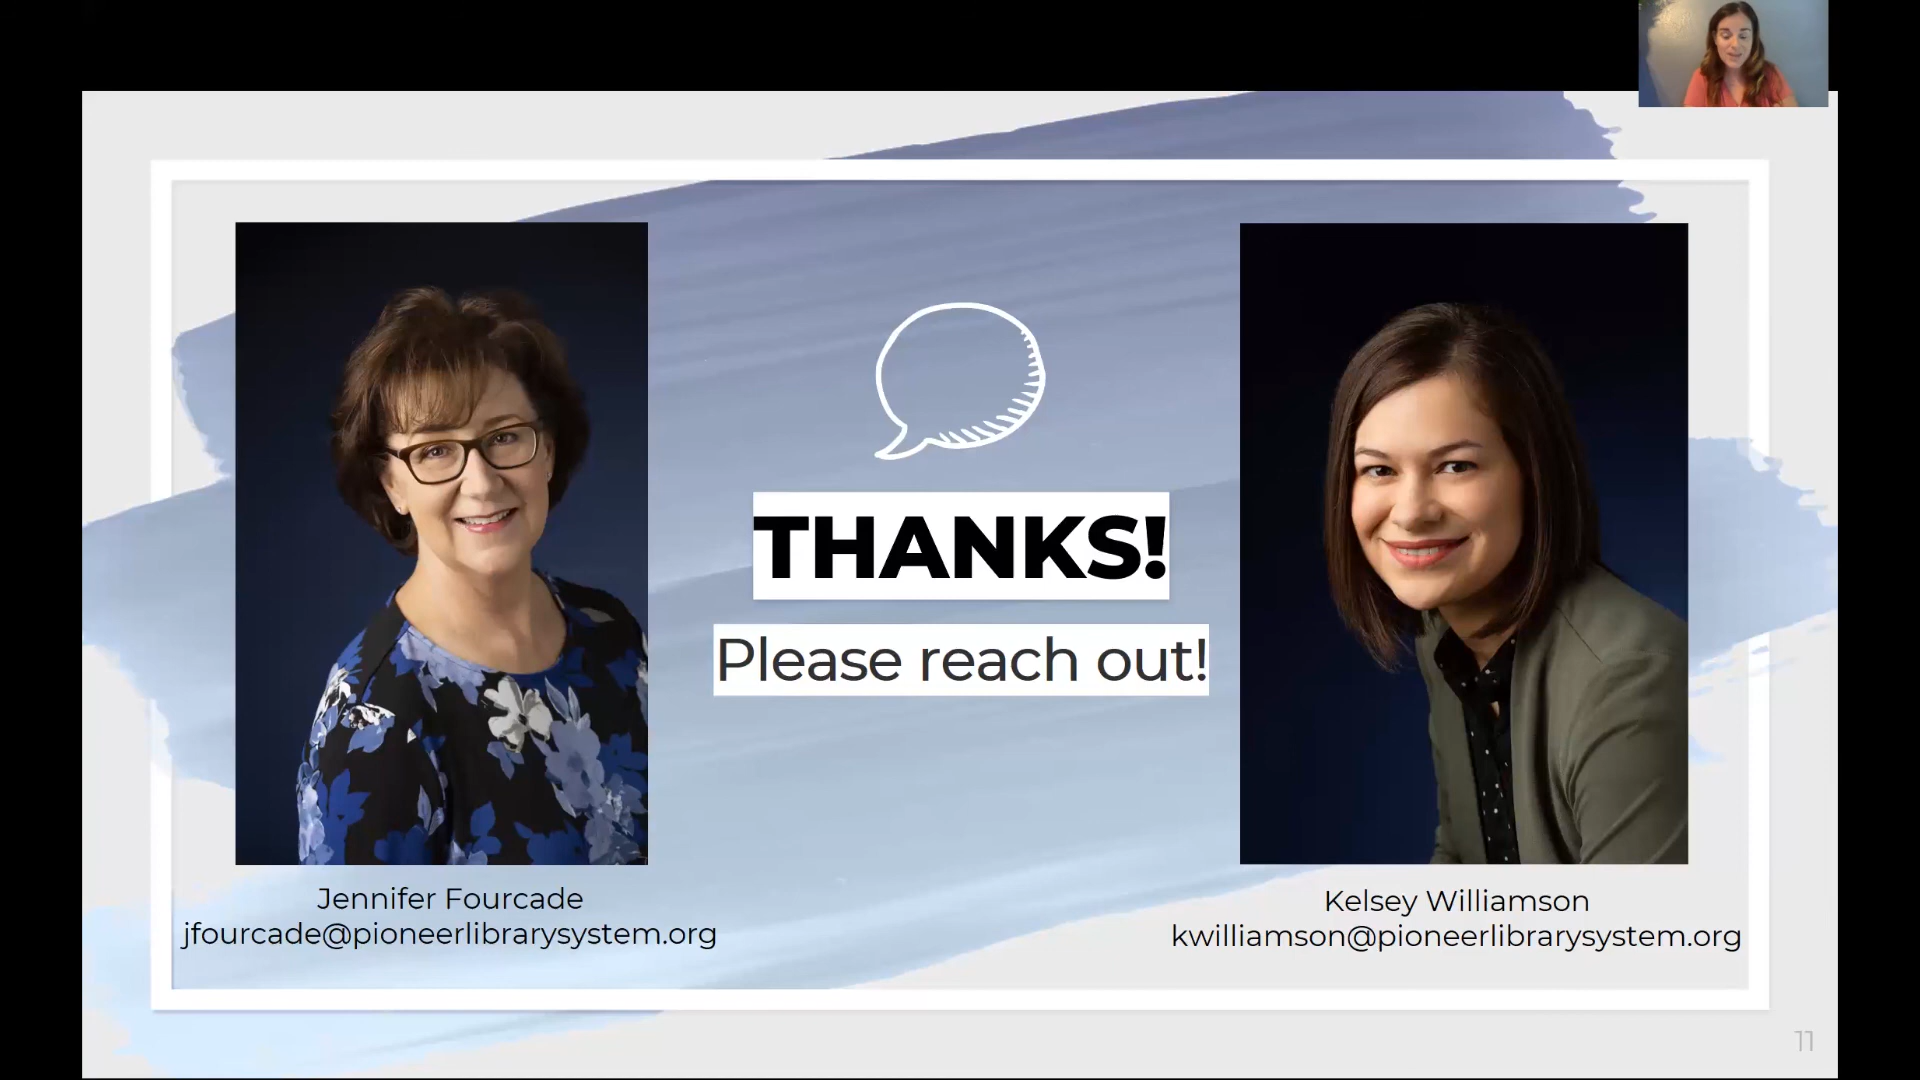 THANKS!
Please reach out!
Jennifer Fourcade
jfourcade@pioneerlibrarysystem.org
Kelsey Williamson
kwilliamson@pioneerlibrarysystem.org
11